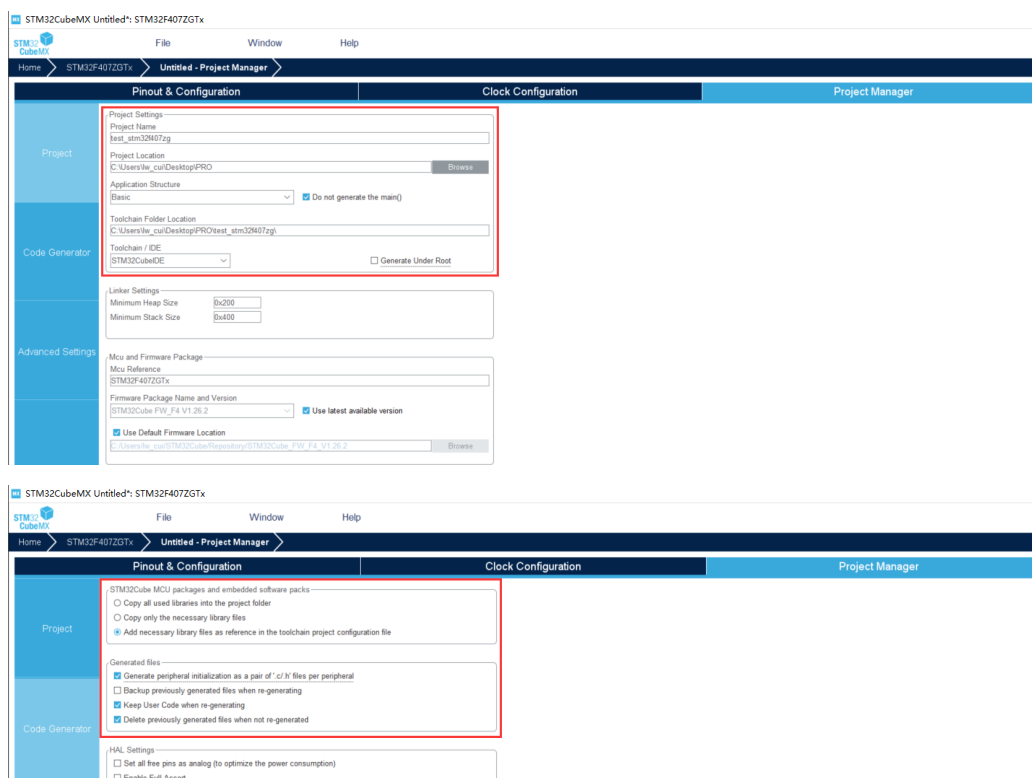 STM32CubeMX Untitled*: STM32F407ZGTx
STM32 CubeMX File Window Help
Home STM32F407ZGTx Untitled - Project Manager
Pinout & Configuration Clock Configuration Project Manager
Project
Code Generator
Advanced Settings
Project Settings
Project Name
test_stm32f407zg
Project Location
C:\Users\lw_cui\Desktop\PRO Browse
Application Structure
Basic Do not generate the main()
Toolchain Folder Location
C:\Users\lw_cui\Desktop\PRO\test_stm32f407zg\
Toolchain / IDE
STM32CubeIDE Generate Under Root
Linker Settings
Minimum Heap Size 0x200
Minimum Stack Size 0x400
Mcu and Firmware Package
Mcu Reference
STM32F407ZGTx
Firmware Package Name and Version
STM32Cube FW_F4 V1.26.2 Use latest available version
Use Default Firmware Location
C:/Users/lw_cui/STM32Cube/Repository/STM32Cube_FW_F4_V1.26.2 Browse
STM32CubeMX Untitled*: STM32F407ZGTx
STM32 CubeMX File Window Help
Home STM32F407ZGTx Untitled - Project Manager
Pinout & Configuration Clock Configuration Project Manager
Project
Code Generator
STM32Cube MCU packages and embedded software packs
Copy all used libraries into the project folder
Copy only the necessary library files
Add necessary library files as reference in the toolchain project configuration file
Generated files
Generate peripheral initialization as a pair of '.c/.h' files per peripheral
Backup previously generated files when re-generating
Keep User Code when re-generating
Delete previously generated files when not re-generated
HAL Settings
Set all free pins as analog (to optimize the power consumption)
Enable Full Assert